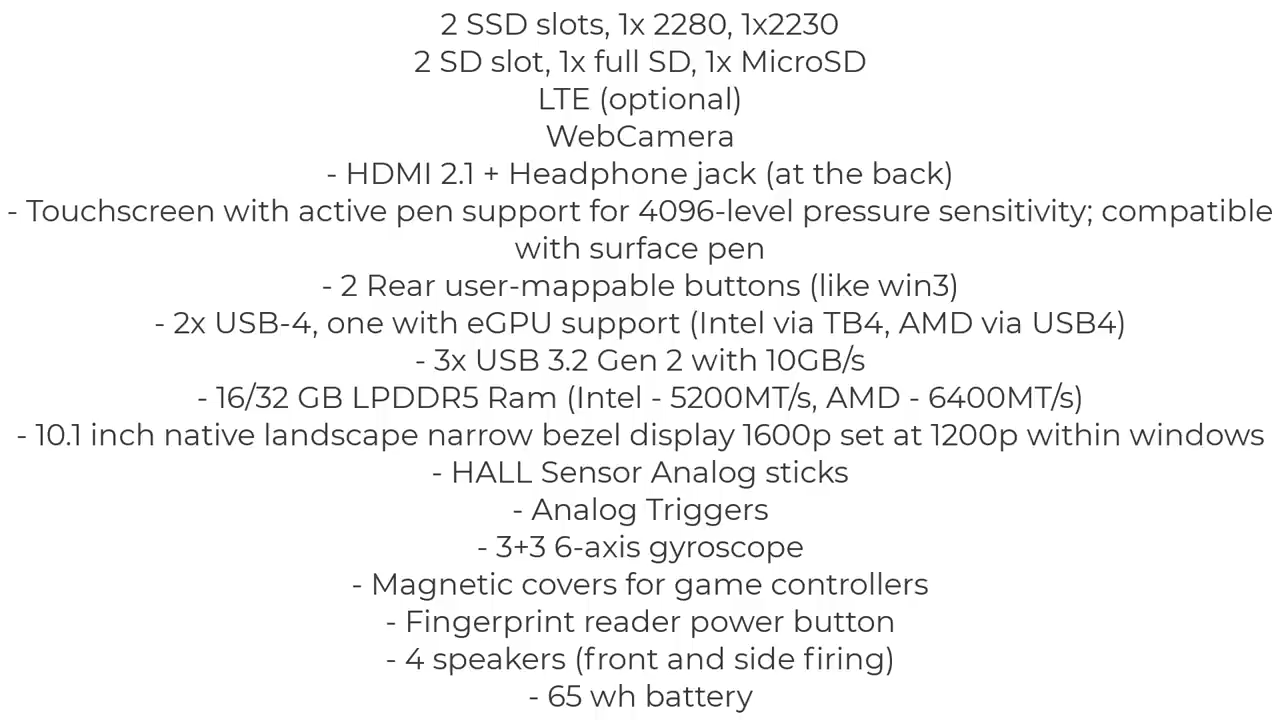 2 SSD slots, 1x 2280, 1x2230
2 SD slot, 1x full SD, 1x MicroSD
LTE (optional)
WebCamera
- HDMI 2.1 + Headphone jack (at the back)
- Touchscreen with active pen support for 4096-level pressure sensitivity; compatible
with surface pen
- 2 Rear user-mappable buttons (like win3)
- 2x USB-4, one with eGPU support (Intel via TB4, AMD via USB4)
- 3x USB 3.2 Gen 2 with 10GB/s
- 16/32 GB LPDDR5 Ram (Intel - 5200MT/s, AMD - 6400MT/s)
- 10.1 inch native landscape narrow bezel display 1600p set at 1200p within windows
- HALL Sensor Analog sticks
- Analog Triggers
- 3+3 6-axis gyroscope
- Magnetic covers for game controllers
- Fingerprint reader power button
- 4 speakers (front and side firing)
- 65 wh battery